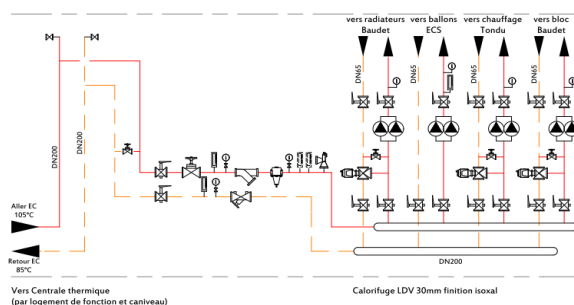 vers radiateurs
Baudet
vers ballons
ECS
vers chauffage
Tondu
vers bloc
Baudet
DN65
DN65
DN65
DN65
DN200
DN200
Aller EC
105°C
Retour EC
85°C
DN200
Vers Centrale thermique
(par logement de fonction et caniveau)
Calorifuge LDV 30mm finition isoxal